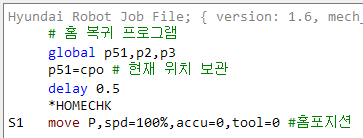 Hyundai Robot Job File; { version: 1.6, mech_
# 홈 복귀 프로그램
global p51,p2,p3
p51=cpo # 현재 위치 보관
delay 0.5
*HOMECHK
S1 move P,spd=100%,accu=0,tool=0 #홈포지션